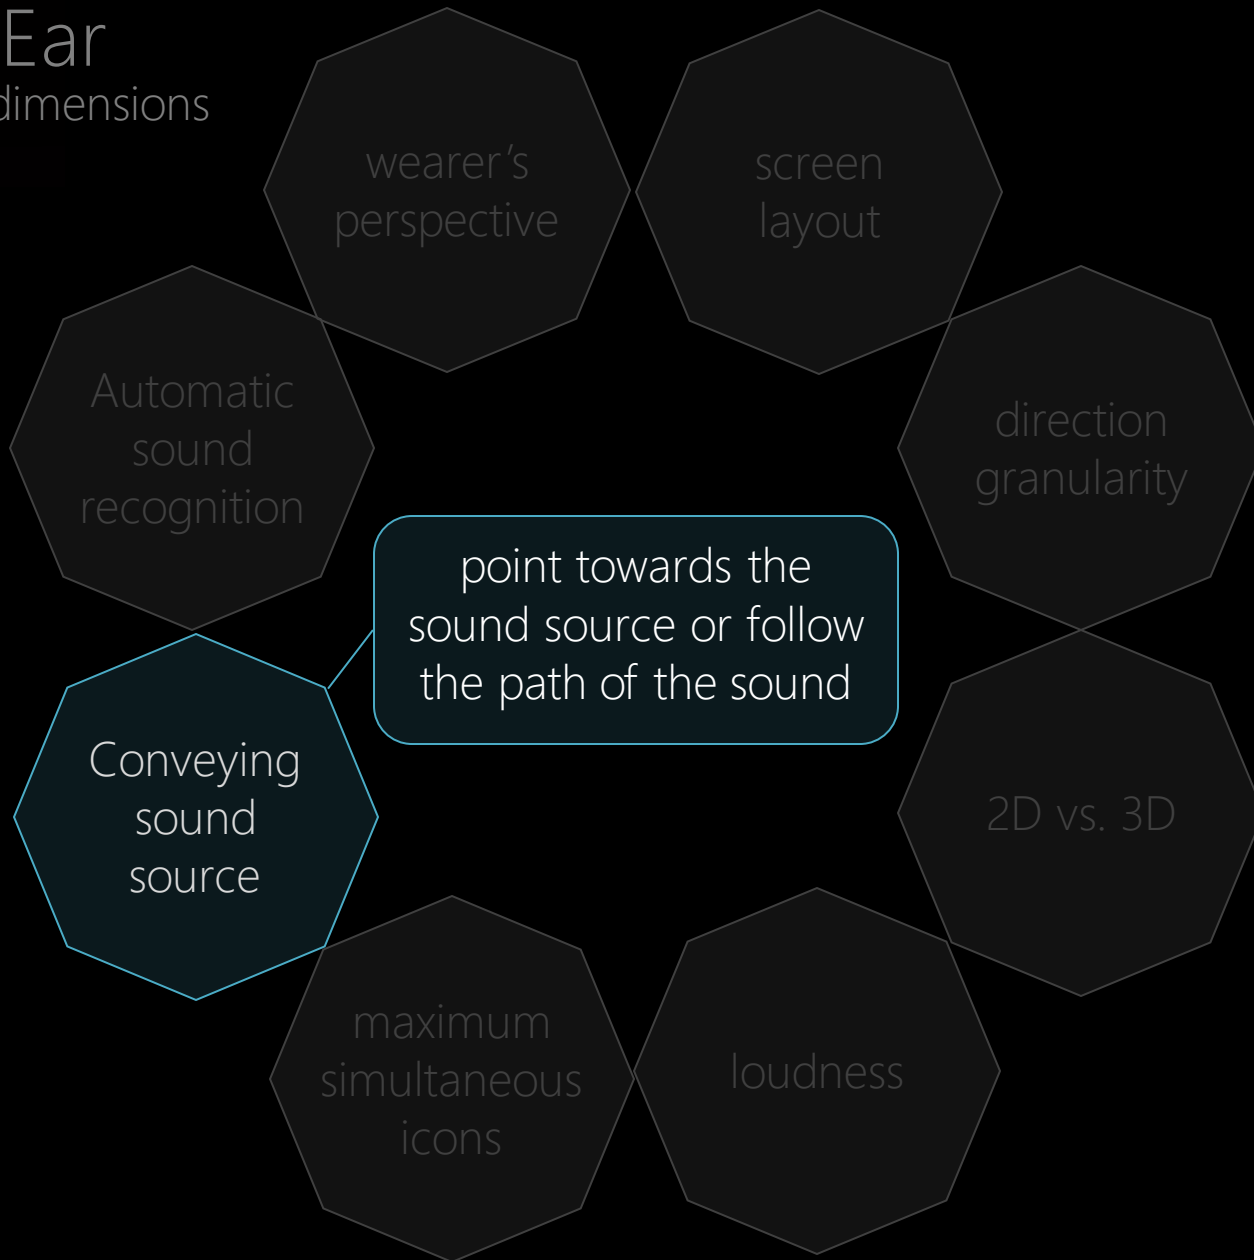 Ear
dimensions
wearer's
perspective
screen
layout
Automatic
sound
recognition
direction
granularity
point towards the
sound source or follow
the path of the sound
Conveying
sound
source
2D vs. 3D
maximum
simultaneous
icons
loudness